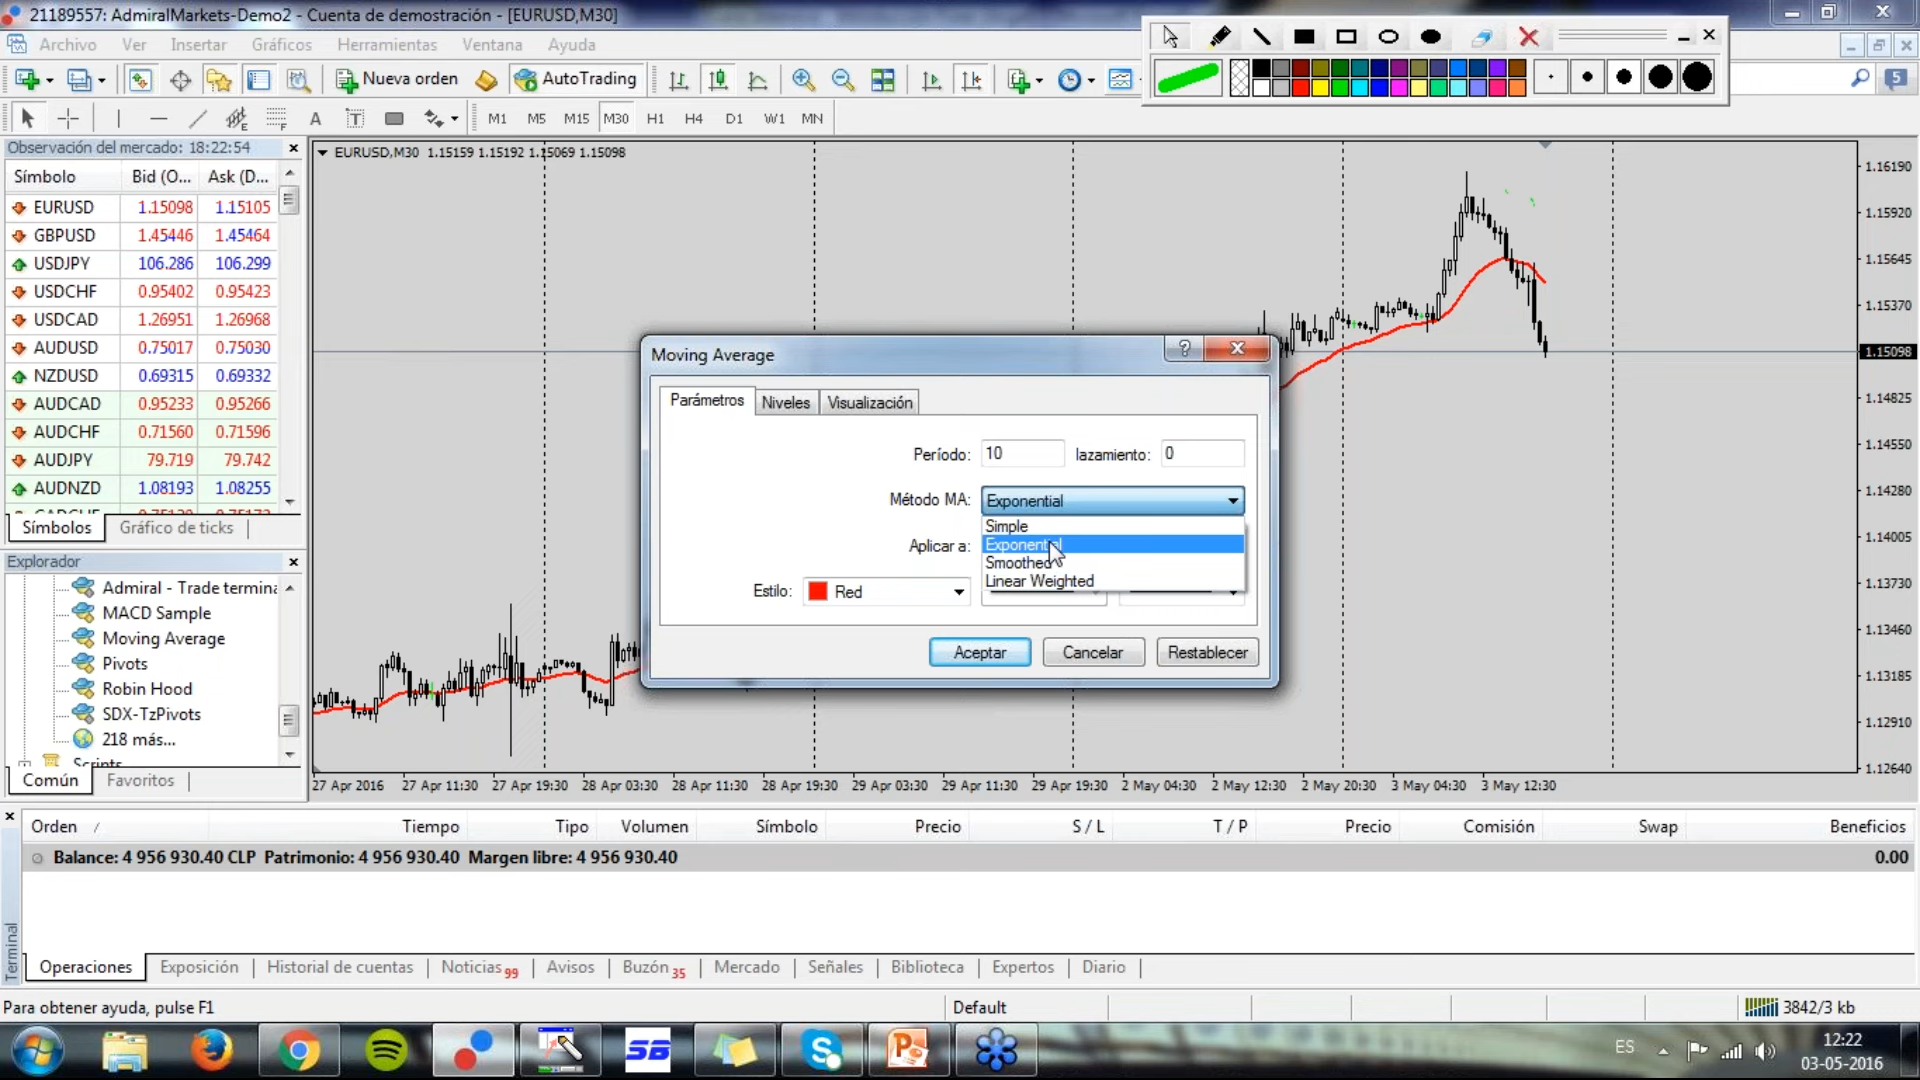 21189557: AdmiralMarkets-Demo2 - Cuenta de demostración - [EURUSD,M30]
Archivo Ver Insertar Gráficos Herramientas Ventana Ayuda
Nueva orden AutoTrading 5
M1 M5 M15 M30 H1 H4 D1 W1 MN
Observación del mercado: 18:22:54
Símbolo Bid (O... Ask (D...
EURUSD 1.15098 1.15105
GBPUSD 1.45446 1.45464
USDJPY 106.286 106.299
USDCHF 0.95402 0.95423
USDCAD 1.26951 1.26968
AUDUSD 0.75017 0.75030
NZDUSD 0.69315 0.69332
AUDCAD 0.95233 0.95266
AUDCHF 0.71560 0.71596
AUDJPY 79.719 79.742
AUDNZD 1.08193 1.08255
Símbolos Gráfico de ticks
Explorador
Admiral - Trade termina
MACD Sample
Moving Average
Pivots
Robin Hood
SDX-TzPivots
218 más...
Scripts
Común Favoritos
EURUSD,M30 1.15159 1.15192 1.15069 1.15098
1.16190
1.15920
1.15645
1.15370
1.15098
1.14825
1.14550
1.14280
1.14005
1.13730
1.13460
1.13185
1.12910
1.12640
27 Apr 2016 27 Apr 11:30 27 Apr 19:30 28 Apr 03:30 28 Apr 11:30 28 Apr 19:30 29 Apr 03:30 29 Apr 11:30 29 Apr 19:30 2 May 04:30 2 May 12:30 2 May 20:30 3 May 04:30 3 May 12:30
Moving Average
Parámetros Niveles Visualización
Período: 10 lazamiento: 0
Método MA: Exponential
Simple
Exponential
Smoothed
Linear Weighted
Aplicar a:
Estilo: Red
Aceptar Cancelar Restablecer
Orden / Tiempo Tipo Volumen Símbolo Precio S / L T / P Precio Comisión Swap Beneficios
Balance: 4 956 930.40 CLP Patrimonio: 4 956 930.40 Margen libre: 4 956 930.40 0.00
Terminal
Operaciones Exposición Historial de cuentas Noticias 99 Avisos Buzón 35 Mercado Señales Biblioteca Expertos Diario
Para obtener ayuda, pulse F1 Default 3842/3 kb
SB
ES
12:22
03-05-2016